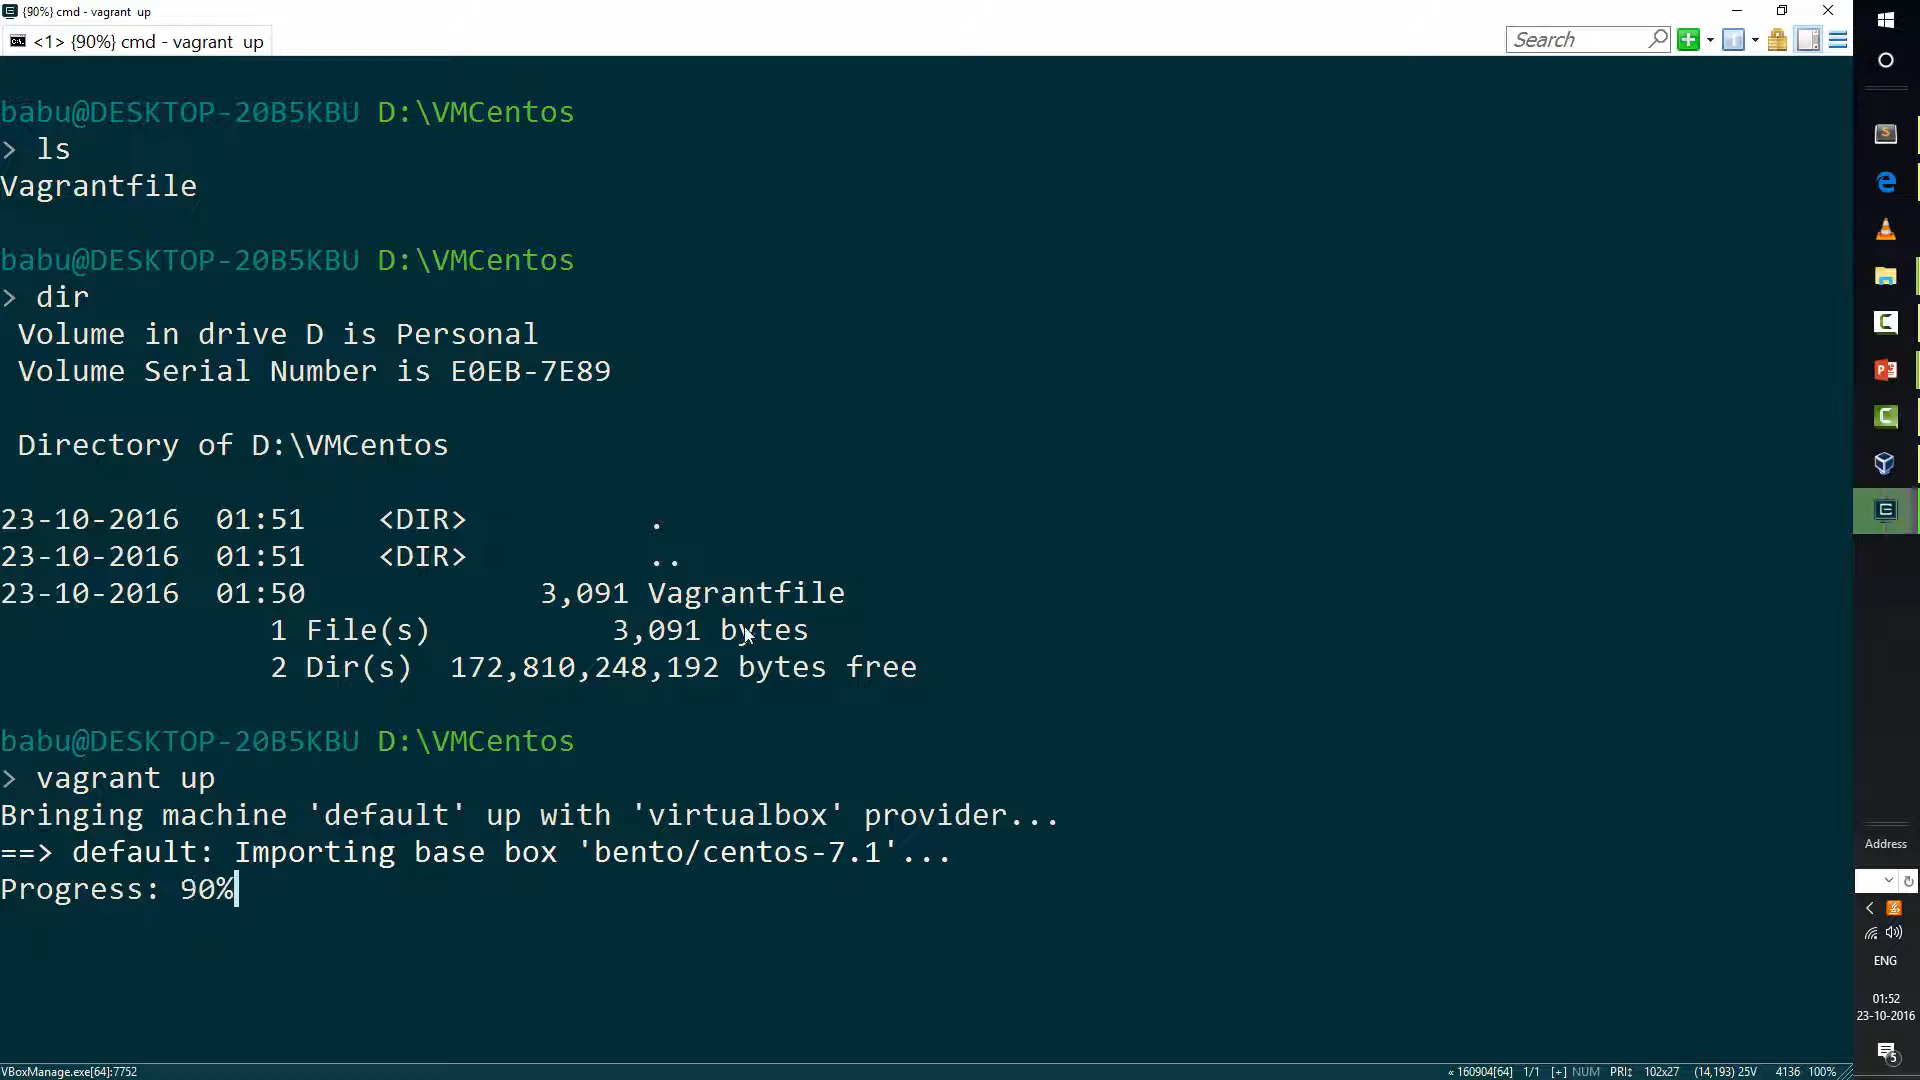 {90%} cmd - vagrant  up
<1> {90%} cmd - vagrant  up
Search
babu@DESKTOP-20B5KBU D:\VMCentos
> ls
Vagrantfile
babu@DESKTOP-20B5KBU D:\VMCentos
> dir
Volume in drive D is Personal
Volume Serial Number is E0EB-7E89
Directory of D:\VMCentos
23-10-2016  01:51    <DIR>          .
23-10-2016  01:51    <DIR>          ..
23-10-2016  01:50             3,091 Vagrantfile
1 File(s)          3,091 bytes
2 Dir(s)  172,810,248,192 bytes free
babu@DESKTOP-20B5KBU D:\VMCentos
> vagrant up
Bringing machine 'default' up with 'virtualbox' provider...
==> default: Importing base box 'bento/centos-7.1'...
Progress: 90%
Address
ENG
01:52
23-10-2016
5
VBoxManage.exe[64]:7752
« 160904[64]  1/1  [+] NUM  PRI↕  102x27  (14,193) 25V  4136  100%